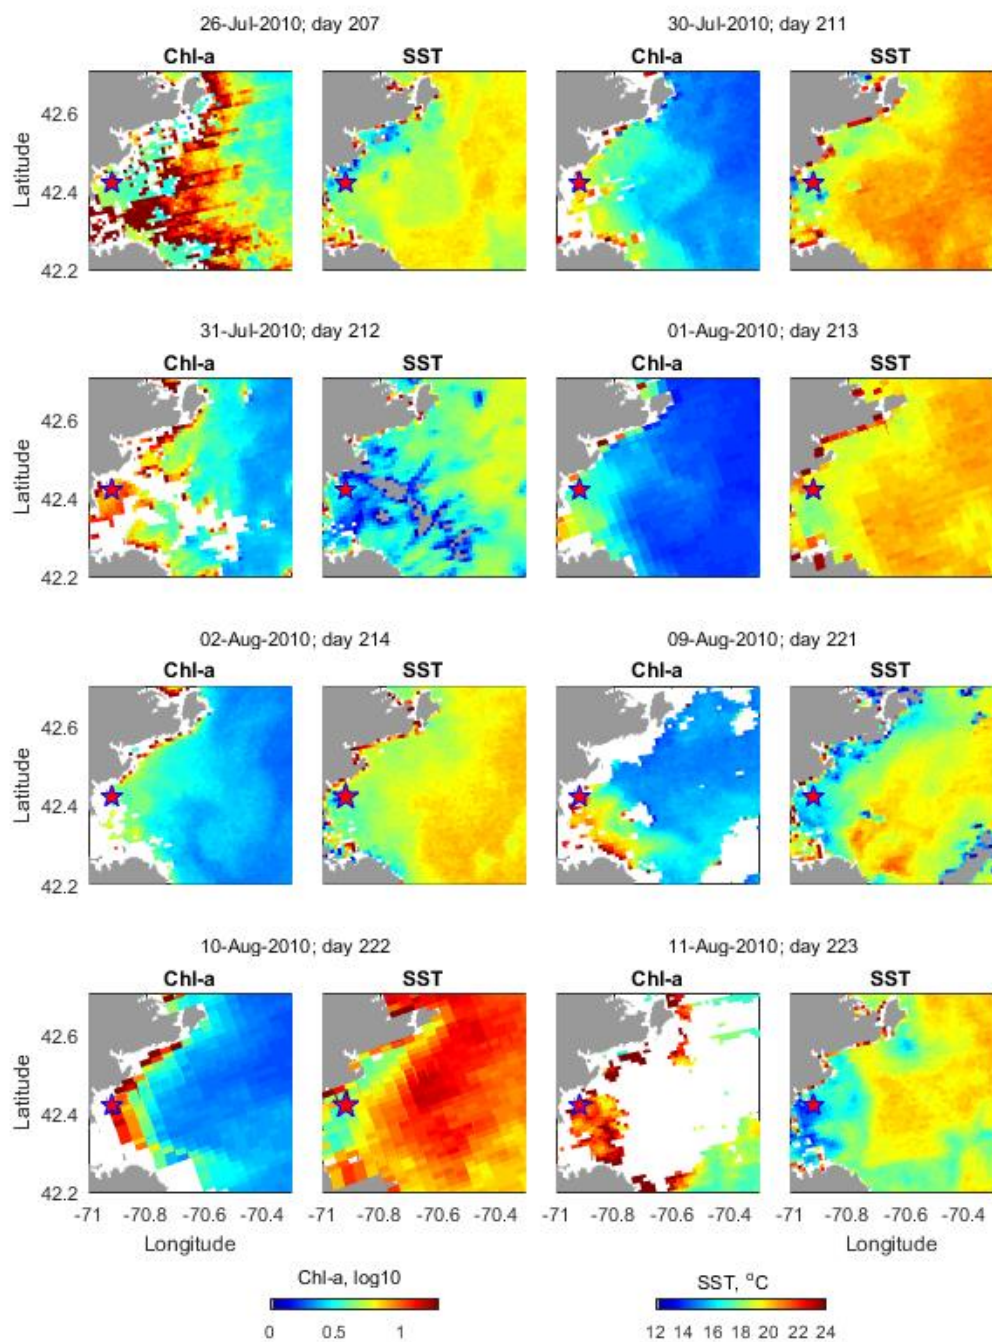 26-Jul-2010; day 207 30-Jul-2010; day 211
Chl-a SST Chl-a SST
Latitude
42.6
42.4
42.2
31-Jul-2010; day 212 01-Aug-2010; day 213
Chl-a SST Chl-a SST
Latitude
42.6
42.4
42.2
02-Aug-2010; day 214 09-Aug-2010; day 221
Chl-a SST Chl-a SST
Latitude
42.6
42.4
42.2
10-Aug-2010; day 222 11-Aug-2010; day 223
Chl-a SST Chl-a SST
Latitude
42.6
42.4
42.2
-71 -70.8 -70.6 -70.4 -71 -70.8 -70.6 -70.4 -71 -70.8 -70.6 -70.4 -71 -70.8 -70.6 -70.4
Longitude Longitude
Chl-a, log10 SST, °C
0 0.5 1 12 14 16 18 20 22 24